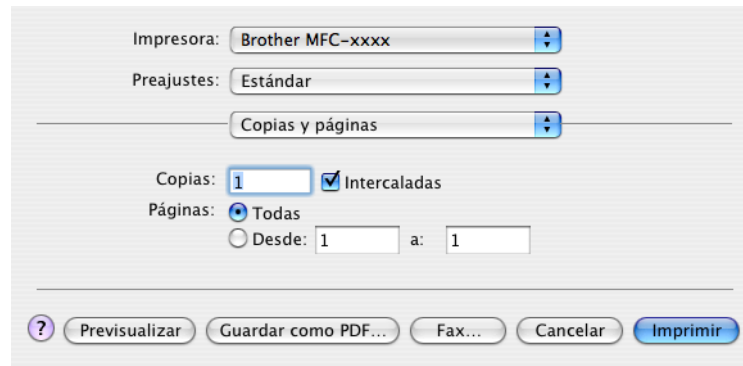 Impresora: Brother MFC-xxxx
Preajustes: Estándar
Copias y páginas
Copias: 1 Intercaladas
Páginas: Todas
Desde: 1 a: 1
? Previsualizar Guardar como PDF... Fax... Cancelar Imprimir